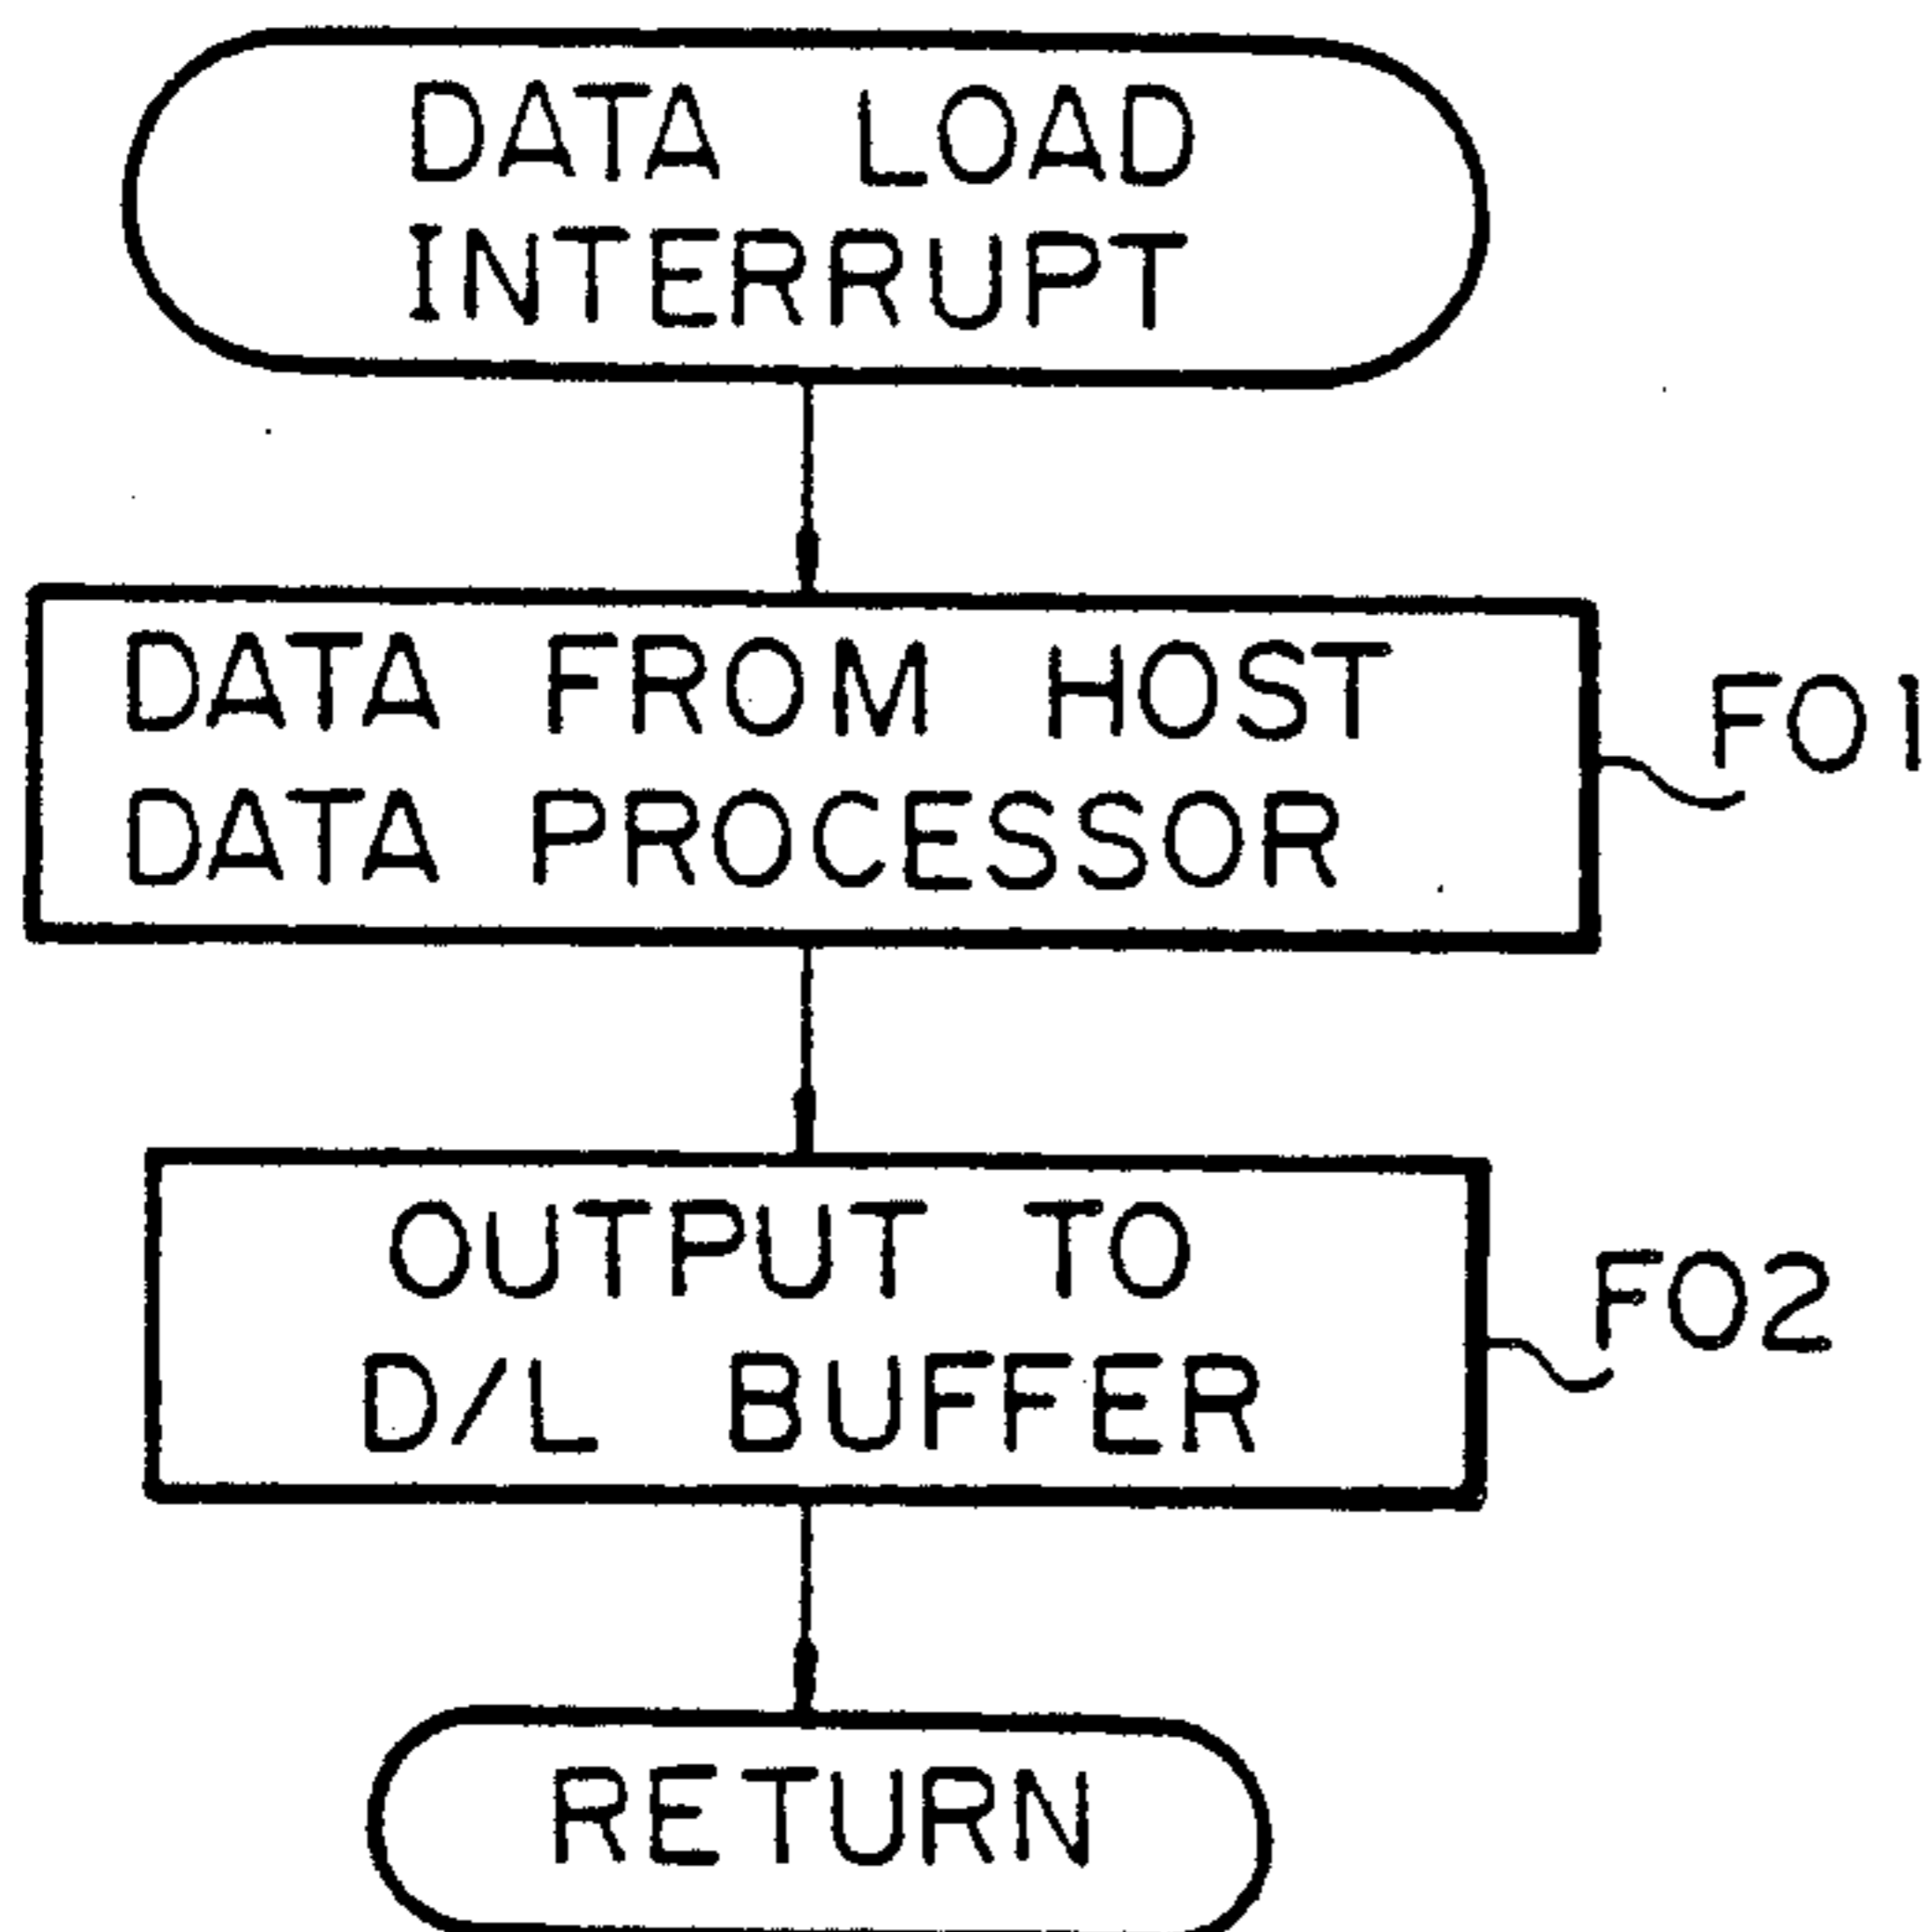 DATA LOAD
INTERRUPT
DATA FROM HOST
DATA PROCESSOR
F01
OUTPUT TO
D/L BUFFER
F02
RETURN